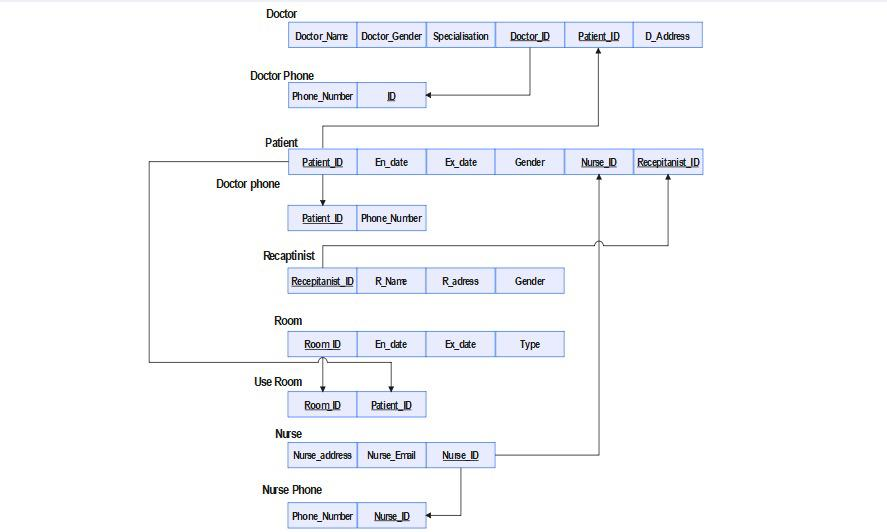 Doctor
Doctor_Name Doctor_Gender Specialisation Doctor_ID Patient_ID D_Address
Doctor Phone
Phone_Number ID
Patient
Patient_ID En_date Ex_date Gender Nurse_ID Recepitanist_ID
Doctor phone
Patient_ID Phone_Number
Recaptinist
Recepitanist_ID R_Name R_adress Gender
Room
Room_ID En_date Ex_date Type
Use Room
Room_ID Patient_ID
Nurse
Nurse_address Nurse_Email Nurse_ID
Nurse Phone
Phone_Number Nurse_ID